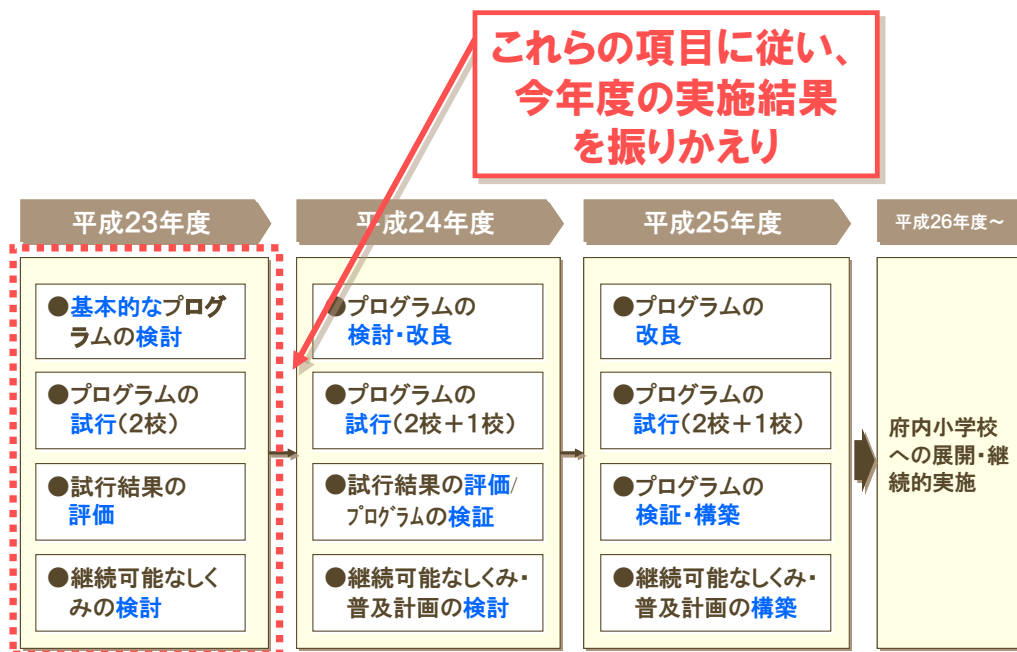 これらの項目に従い、
今年度の実施結果
を振りかえり
平成23年度
●基本的なプログ
ラムの検討
●プログラムの
試行(2校)
●試行結果の
評価
●継続可能なしく
みの検討
平成24年度
●プログラムの
検討・改良
●プログラムの
試行(2校＋1校)
●試行結果の評価/
ﾌﾟﾛｸﾞﾗﾑの検証
●継続可能なしくみ・
普及計画の検討
平成25年度
●プログラムの
改良
●プログラムの
試行(2校＋1校)
●プログラムの
検証・構築
●継続可能なしくみ・
普及計画の構築
平成26年度～
府内小学校
への展開・継
続的実施